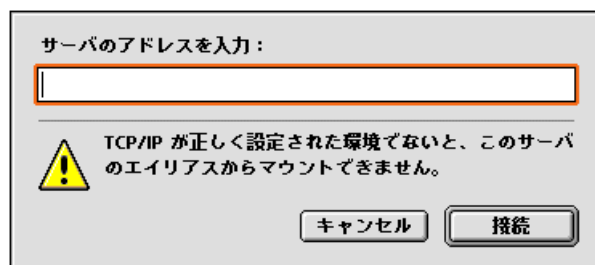 サーバのアドレスを入力：
TCP/IP が正しく設定された環境でないと、このサーバ
のエイリアスからマウントできません。
キャンセル
接続